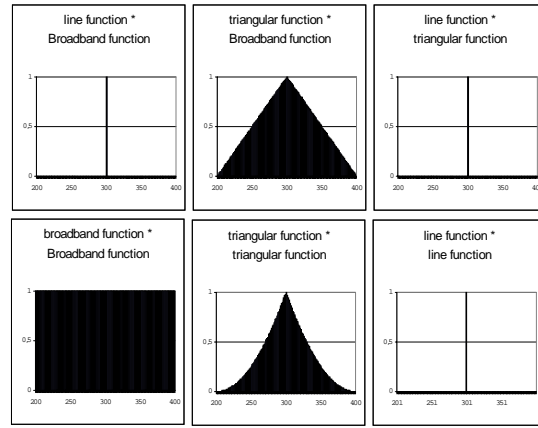 line function *
Broadband function
1
0,5
0
200 250 300 350 400
triangular function *
Broadband function
1
0,5
0
200 250 300 350 400
line function *
triangular function
1
0,5
0
200 250 300 350 40
broadband function *
Broadband function
1
0,5
0
200 250 300 350 400
triangular function *
triangular function
1
0,5
0
200 250 300 350 400
line function *
line function
1
0,5
0
201 251 301 351